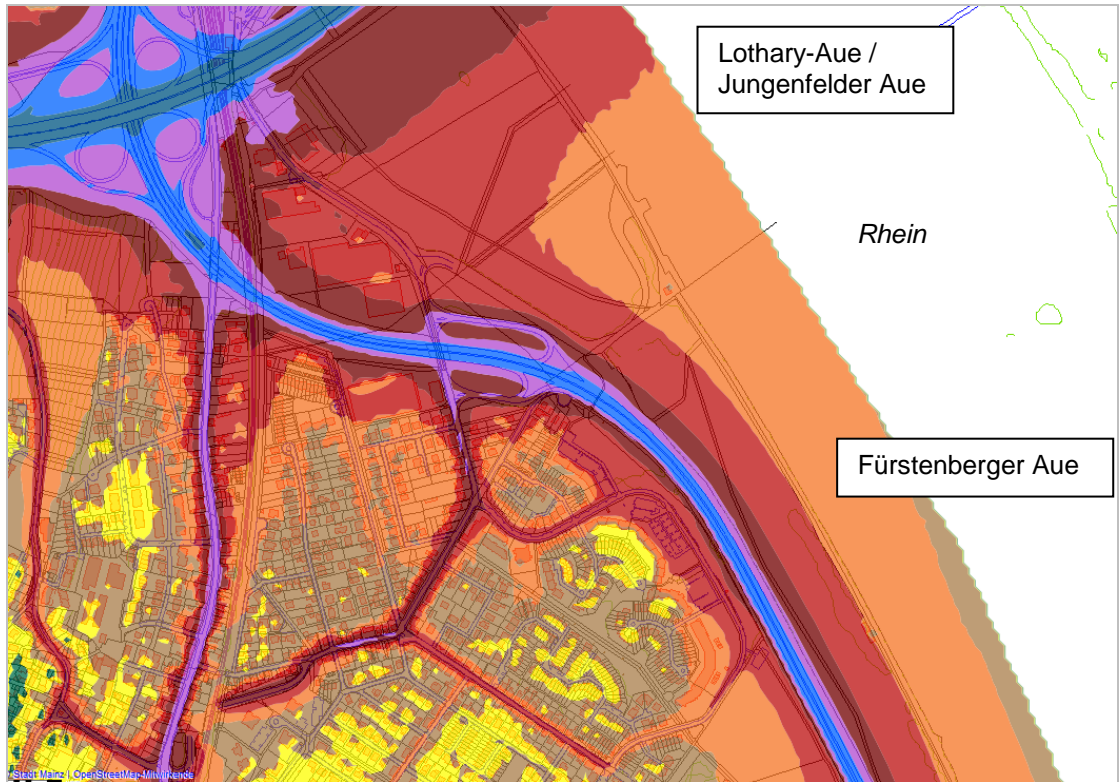 Lothary-Aue /
Jungenfelder Aue
Rhein
Fürstenberger Aue
Stadt Mainz | OpenStreetMap-Mitwirkende